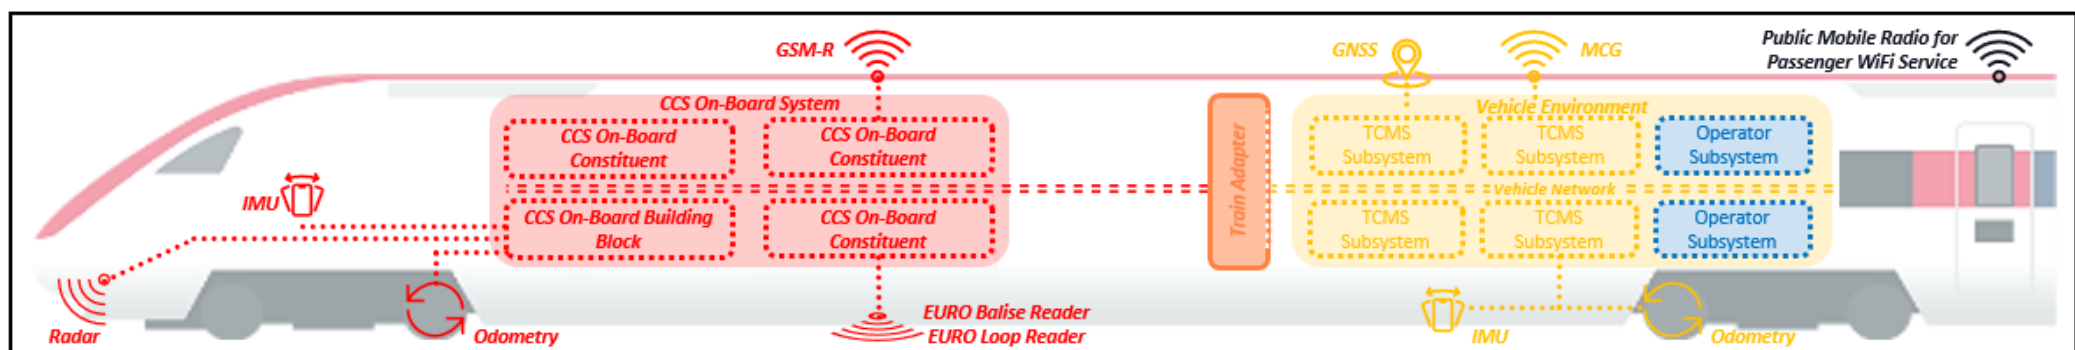 GSM-R
GNSS
MCG
Public Mobile Radio for
Passenger WiFi Service
CCS On-Board System
CCS On-Board
Constituent
CCS On-Board
Constituent
IMU
CCS On-Board Building
Block
CCS On-Board
Constituent
Radar
Odometry
EURO Balise Reader
EURO Loop Reader
Train Adapter
Vehicle Environment
TCMS
Subsystem
TCMS
Subsystem
Operator
Subsystem
Vehicle Network
TCMS
Subsystem
TCMS
Subsystem
Operator
Subsystem
IMU
Odometry